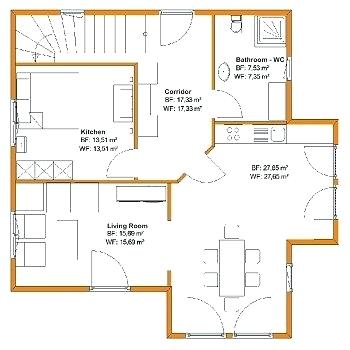 Bathroom - WC
BF: 7,53 m²
WF: 7,35 m²
Corridor
BF: 17,33 m²
WF: 17,33 m²
Kitchen
BF: 13,51 m²
WF: 13,51 m²
BF: 27,65 m²
WF: 27,65 m²
Living Room
BF: 15,69 m²
WF: 15,69 m²